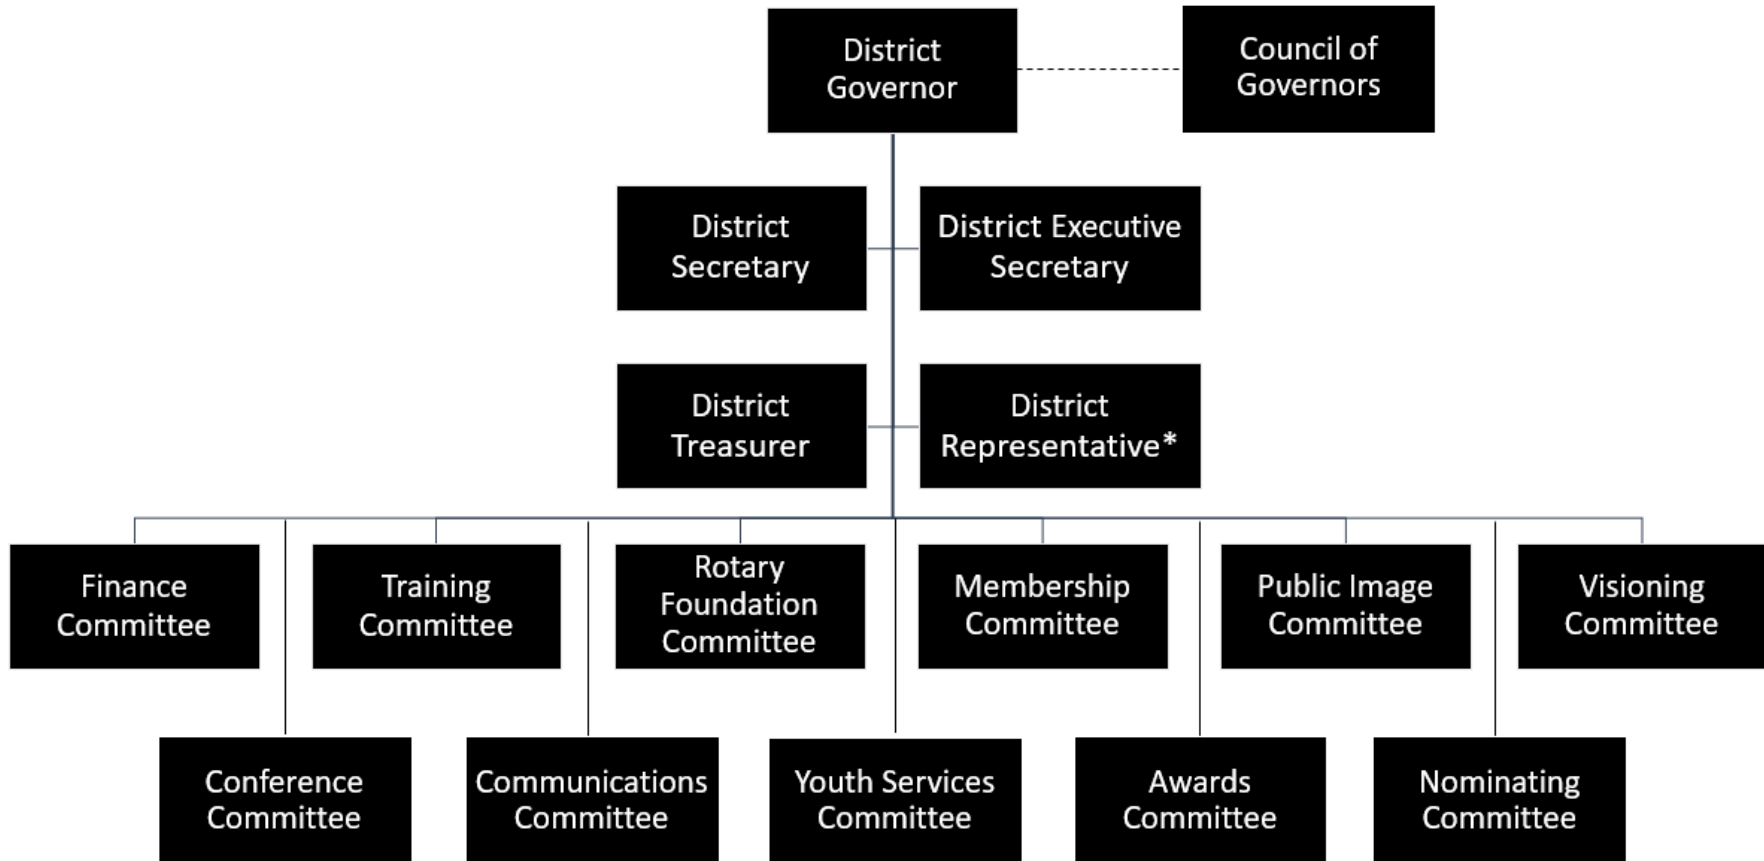 District
Governor
Council of
Governors
District
Secretary
District Executive
Secretary
District
Treasurer
District
Representative*
Finance
Committee
Training
Committee
Rotary
Foundation
Committee
Membership
Committee
Public Image
Committee
Visioning
Committee
Conference
Committee
Communications
Committee
Youth Services
Committee
Awards
Committee
Nominating
Committee